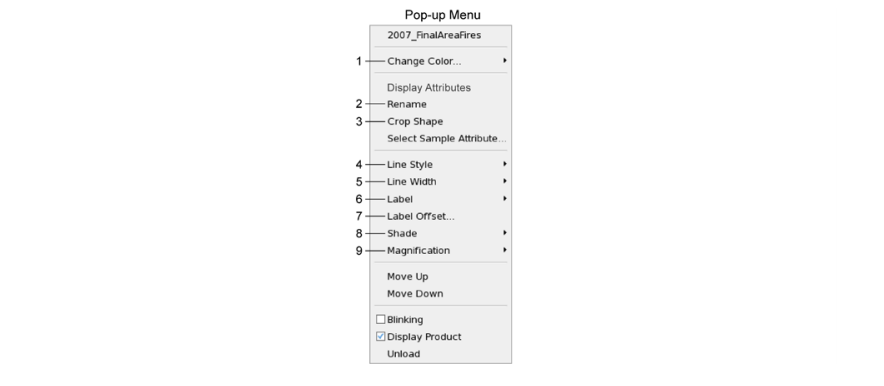 Pop-up Menu
2007_FinalAreaFires
1 Change Color...
Display Attributes
2 Rename
3 Crop Shape
Select Sample Attribute...
4 Line Style
5 Line Width
6 Label
7 Label Offset...
8 Shade
9 Magnification
Move Up
Move Down
Blinking
Display Product
Unload